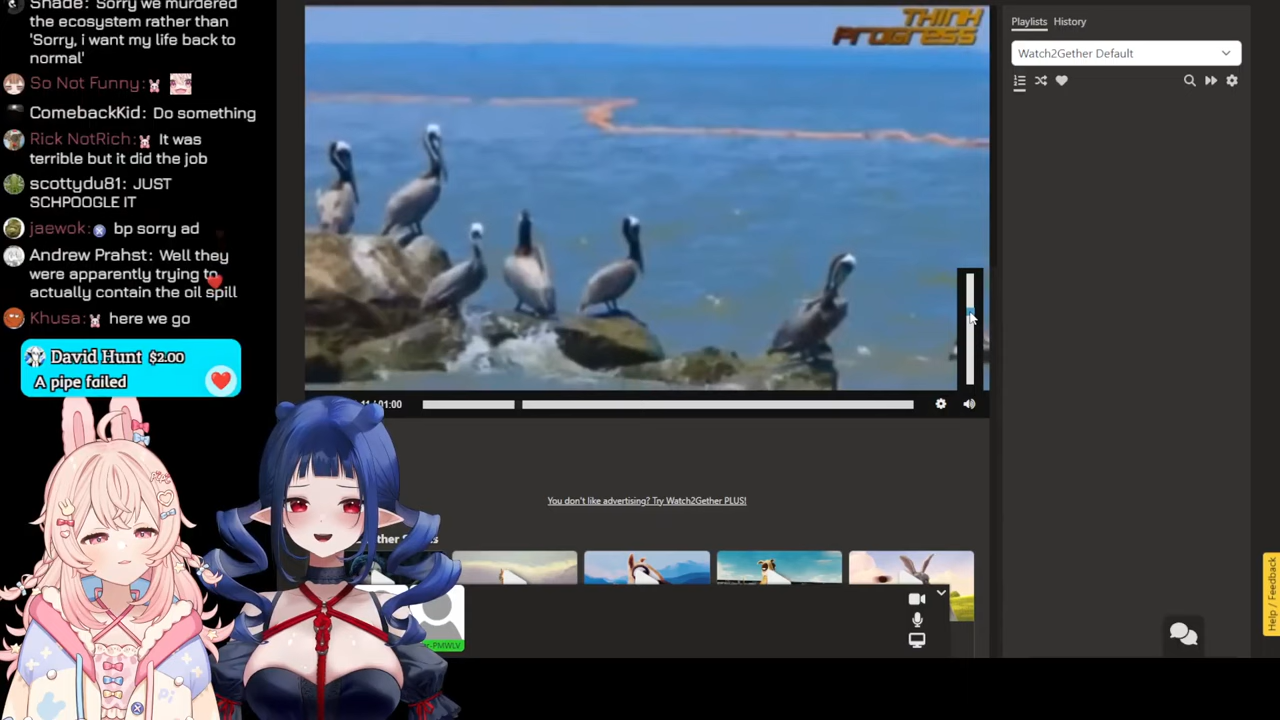 Shade: Sorry we murdered
the ecosystem rather than
'Sorry, i want my life back to
normal'
So Not Funny:
ComebackKid: Do something
Rick NotRich: It was
terrible but it did the job
scottydu81: JUST
SCHPOOGLE IT
jaewok: bp sorry ad
Andrew Prahst: Well they
were apparently trying to
actually contain the oil spill
Khusa: here we go
David Hunt $2.00
A pipe failed
THINK
PROGRESS
11 / 01:00
You don't like advertising? Try Watch2Gether PLUS!
Playlists History
Watch2Gether Default
Help / Feedback